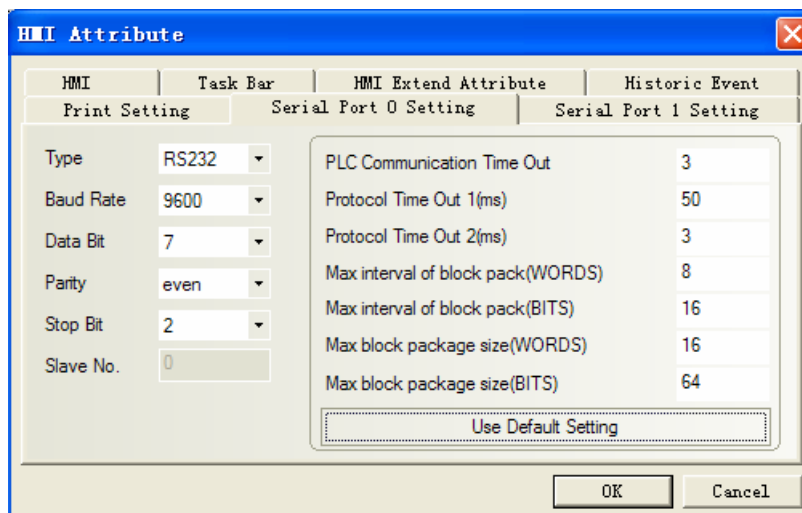 HMI Attribute
HMI Task Bar HMI Extend Attribute Historic Event
Print Setting Serial Port 0 Setting Serial Port 1 Setting
Type RS232
Baud Rate 9600
Data Bit 7
Parity even
Stop Bit 2
Slave No. 0
PLC Communication Time Out 3
Protocol Time Out 1(ms) 50
Protocol Time Out 2(ms) 3
Max interval of block pack(WORDS) 8
Max interval of block pack(BITS) 16
Max block package size(WORDS) 16
Max block package size(BITS) 64
Use Default Setting
OK Cancel